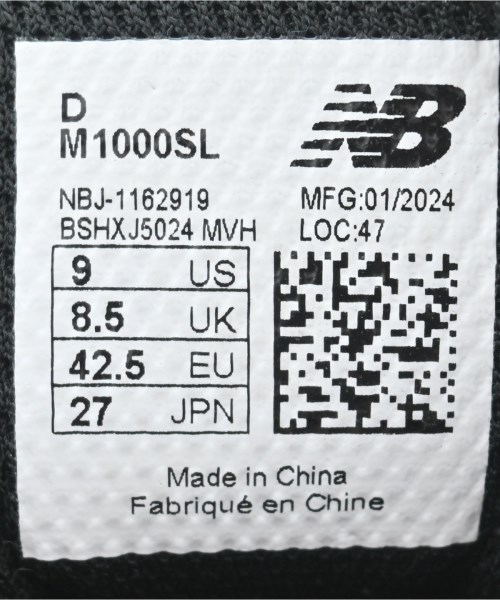 D
M1000SL
NB
NBJ-1162919
MFG:01/2024
BSHXJ5024 MVH
LOC:47
9 US
8.5 UK
42.5 EU
27 JPN
Made in China
Fabriqué en Chine